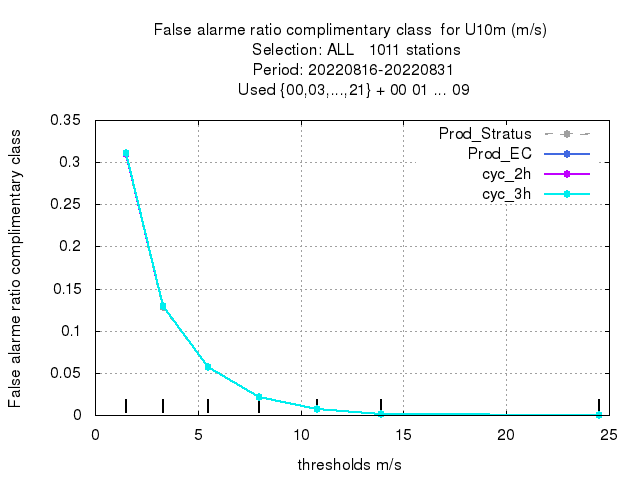 False alarme ratio complimentary class  for U10m (m/s)
Selection: ALL   1011 stations
Period: 20220816-20220831
Used {00,03,...,21} + 00 01 ... 09
False alarme ratio complimentary class
0.35
0.3
0.25
0.2
0.15
0.1
0.05
0
Prod_Stratus
Prod_EC
cyc_2h
cyc_3h
0 5 10 15 20 25
thresholds m/s